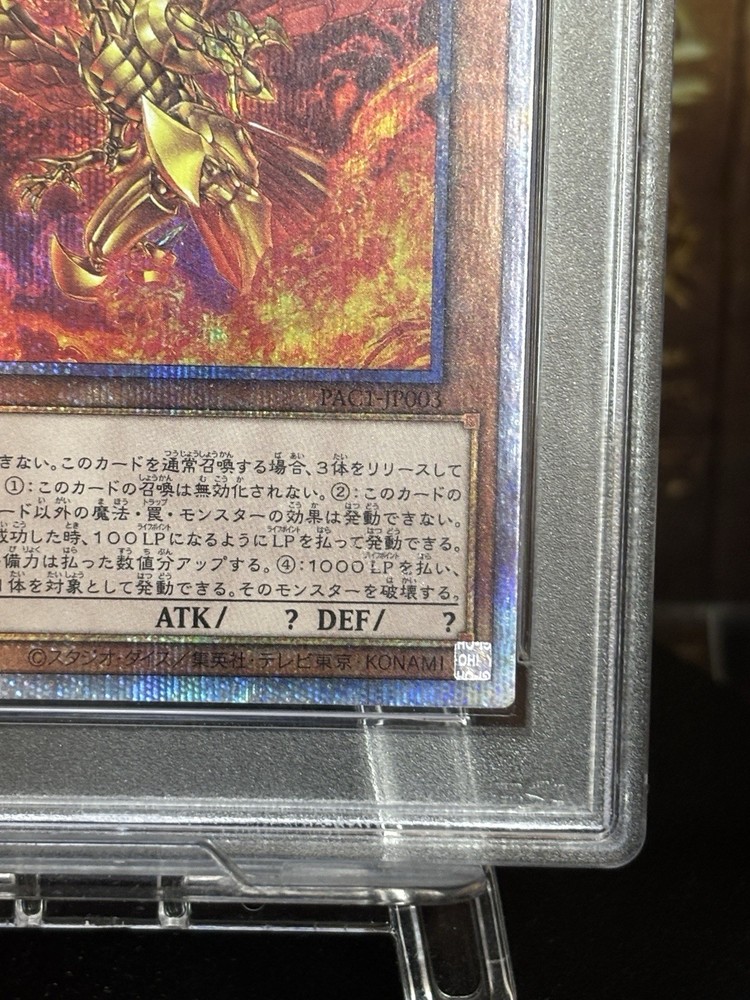 PAC1-JP003
きない。このカードを通常召喚する場合、3体をリリースして
①:このカードの召喚は無効化されない。②:このカードの
ード以外の魔法・罠・モンスターの効果は発動できない。
成功した時、100LPになるようにLPを払って発動できる。
備力は払った数値分アップする。④:1000LPを払い、
体を対象として発動できる。そのモンスターを破壊する。
ATK/ ? DEF/ ?
©スタジオ・ダイス/集英社・テレビ東京・KONAMI